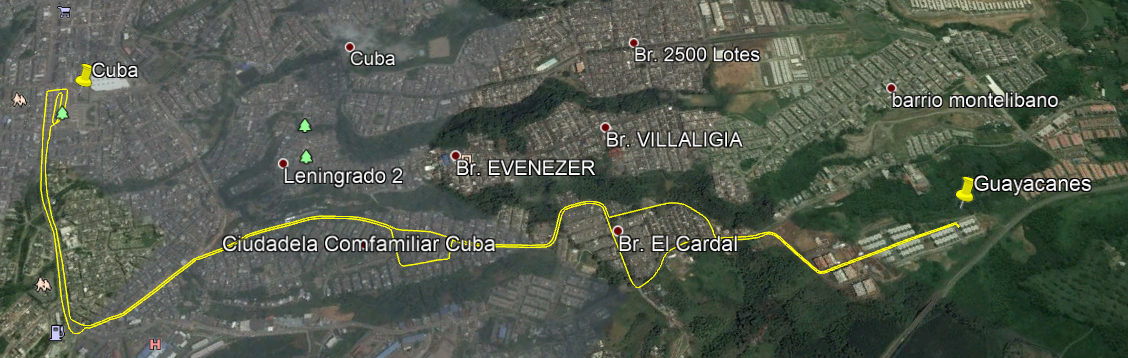 Cuba
Cuba
Br. 2500 Lotes
barrio montelibano
Br. VILLALIGIA
Br. EVENEZER
Leningrado 2
Guayacanes
Ciudadela Comfamiliar Cuba
Br. El Cardal
H